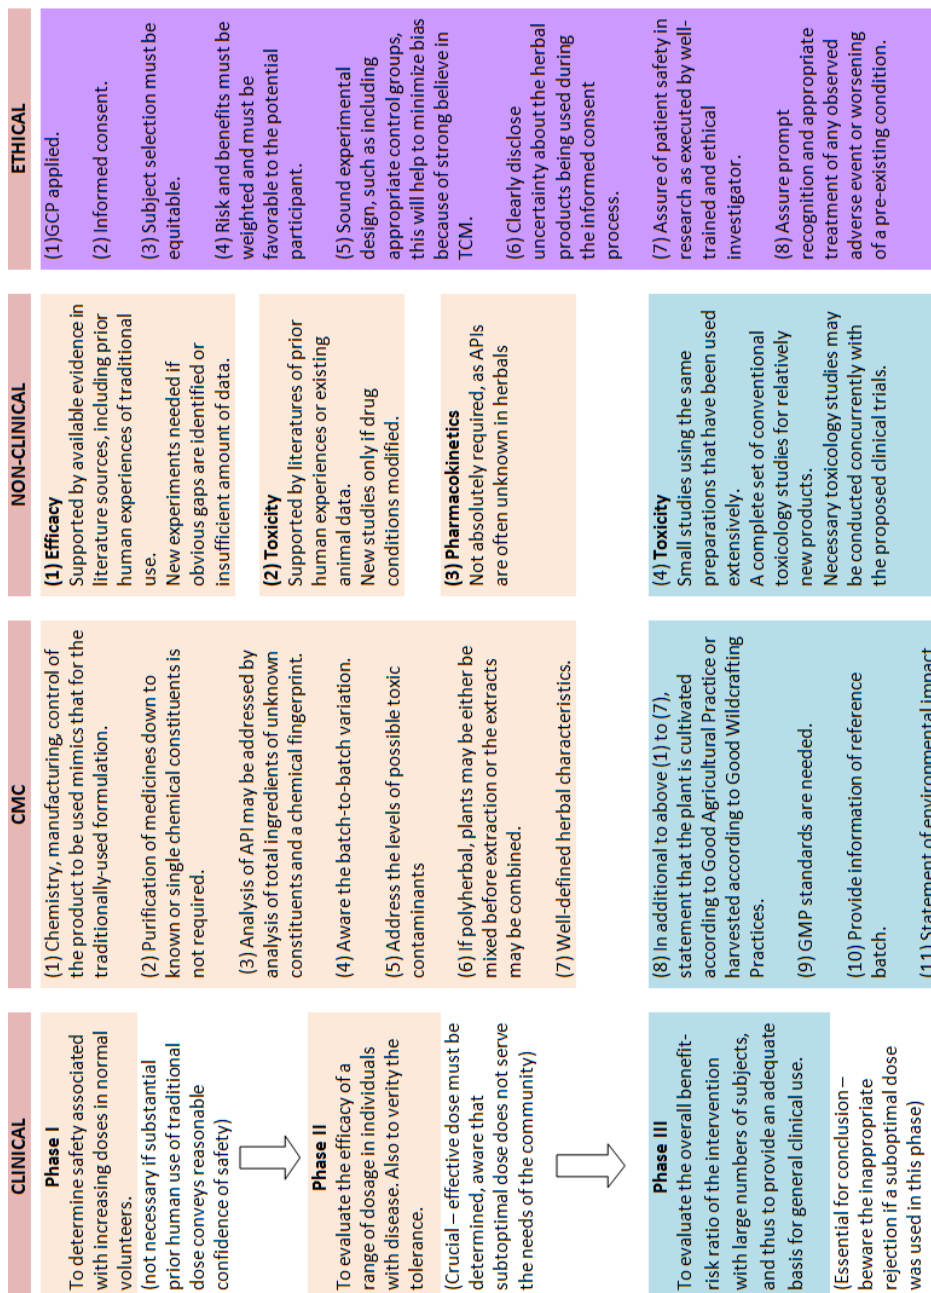 CLINICAL
Phase I
To determine safety associated
with increasing doses in normal
volunteers.
(not necessary if substantial
prior human use of traditional
dose conveys reasonable
confidence of safety)
Phase II
To evaluate the efficacy of a
range of dosage in individuals
with disease. Also to verity the
tolerance.
(Crucial – effective dose must be
determined, aware that
subtoptimal dose does not serve
the needs of the community)
Phase III
To evaluate the overall benefit-
risk ratio of the intervention
with large numbers of subjects,
and thus to provide an adequate
basis for general clinical use.
(Essential for conclusion –
beware the inappropriate
rejection if a suboptimal dose
was used in this phase)
CMC
(1) Chemistry, manufacturing, control of
the product to be used mimics that for the
traditionally-used formulation.
(2) Purification of medicines down to
known or single chemical constituents is
not required.
(3) Analysis of API may be addressed by
analysis of total ingredients of unknown
constituents and a chemical fingerprint.
(4) Aware the batch-to-batch variation.
(5) Address the levels of possible toxic
contaminants
(6) If polyherbal, plants may be either be
mixed before extraction or the extracts
may be combined.
(7) Well-defined herbal characteristics.
(8) In additional to above (1) to (7),
statement that the plant is cultivated
according to Good Agricultural Practice or
harvested according to Good Wildcrafting
Practices.
(9) GMP standards are needed.
(10) Provide information of reference
batch.
(11) Statement of environmental impact
NON-CLINICAL
(1) Efficacy
Supported by available evidence in
literature sources, including prior
human experiences of traditional
use.
New experiments needed if
obvious gaps are identified or
insufficient amount of data.
(2) Toxicity
Supported by literatures of prior
human experiences or existing
animal data.
New studies only if drug
conditions modified.
(3) Pharmacokinetics
Not absolutely required, as APIs
are often unknown in herbals
(4) Toxicity
Small studies using the same
preparations that have been used
extensively.
A complete set of conventional
toxicology studies for relatively
new products.
Necessary toxicology studies may
be conducted concurrently with
the proposed clinical trials.
ETHICAL
(1)GCP applied.
(2) Informed consent.
(3) Subject selection must be
equitable.
(4) Risk and benefits must be
weighted and must be
favorable to the potential
participant.
(5) Sound experimental
design, such as including
appropriate control groups,
this will help to minimize bias
because of strong believe in
TCM.
(6) Clearly disclose
uncertainty about the herbal
products being used during
the informed consent
process.
(7) Assure of patient safety in
research as executed by well-
trained and ethical
investigator.
(8) Assure prompt
recognition and appropriate
treatment of any observed
adverse event or worsening
of a pre-existing condition.